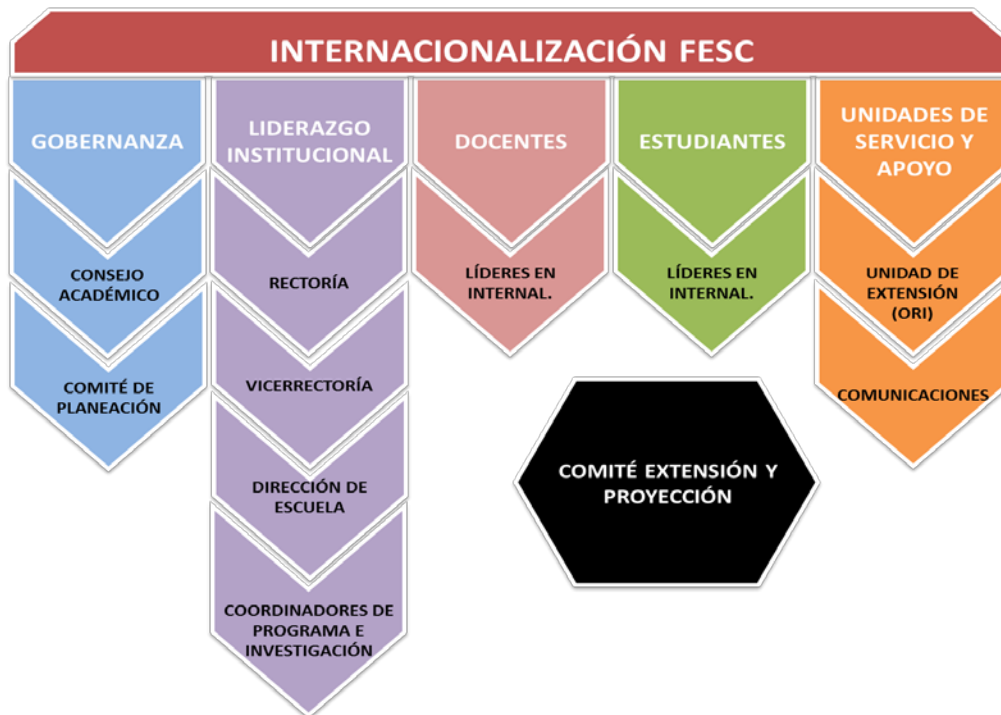 INTERNACIONALIZACIÓN FESC
GOBERNANZA
CONSEJO
ACADÉMICO
COMITÉ DE
PLANEACIÓN
LIDERAZGO
INSTITUCIONAL
RECTORÍA
VICERRECTORÍA
DIRECCIÓN DE
ESCUELA
COORDINADORES DE
PROGRAMA E
INVESTIGACIÓN
DOCENTES
LÍDERES EN
INTERNAL.
ESTUDIANTES
LÍDERES EN
INTERNAL.
UNIDADES DE
SERVICIO Y
APOYO
UNIDAD DE
EXTENSIÓN
(ORI)
COMUNICACIONES
COMITÉ EXTENSIÓN Y
PROYECCIÓN